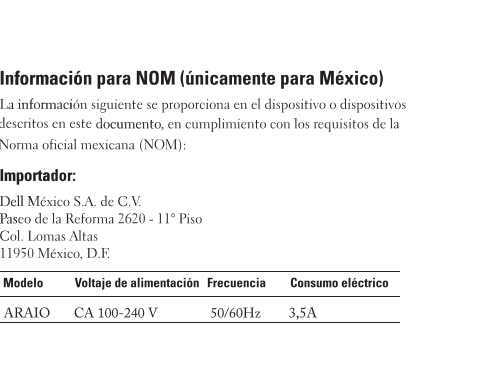 Información para NOM (únicamente para México)
La información siguiente se proporciona en el dispositivo o dispositivos
descritos en este documento, en cumplimiento con los requisitos de la
Norma oficial mexicana (NOM):
Importador:
Dell México S.A. de C.V.
Paseo de la Reforma 2620 - 11° Piso
Col. Lomas Altas
11950 México, D.F.
Modelo Voltaje de alimentación Frecuencia Consumo eléctrico
ARAIO CA 100-240 V 50/60Hz 3,5A